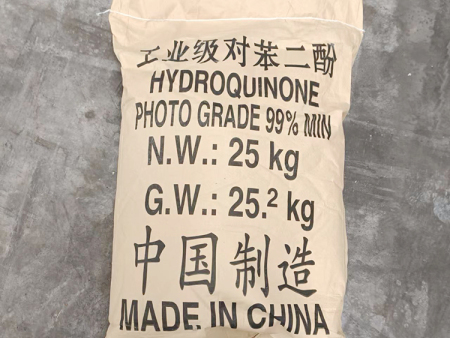 工业级对苯二酚
HYDROQUINONE
PHOTO GRADE 99% MIN
N.W.: 25 kg
G.W.: 25.² kg
中国制造
MADE IN CHINA